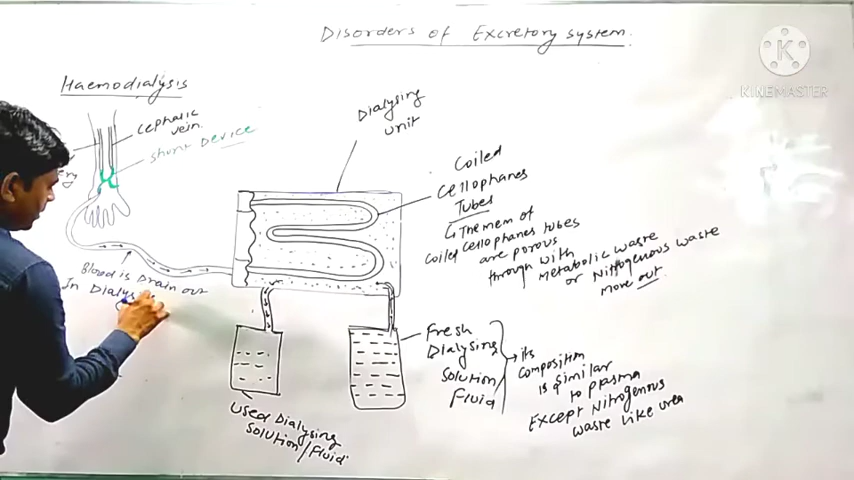 Disorders of Excretory system.
K
KINEMASTER
Haemodialysis
cephalic
vein.
shunt Device
Dialysing
unit
Coiled
Cellophanes
Tubes
The mem of
Coiled cellophanes tubes
are porous
through with
metabolic waste
or Nitrogenous waste
move out.
Blood is Drain out
In Dialys
Fresh
Dialysing
Solution
Fluid
its
composition
is similar
to plasma
Except Nitrogenous
waste like urea
Used Dialysing
Solution/Fluid